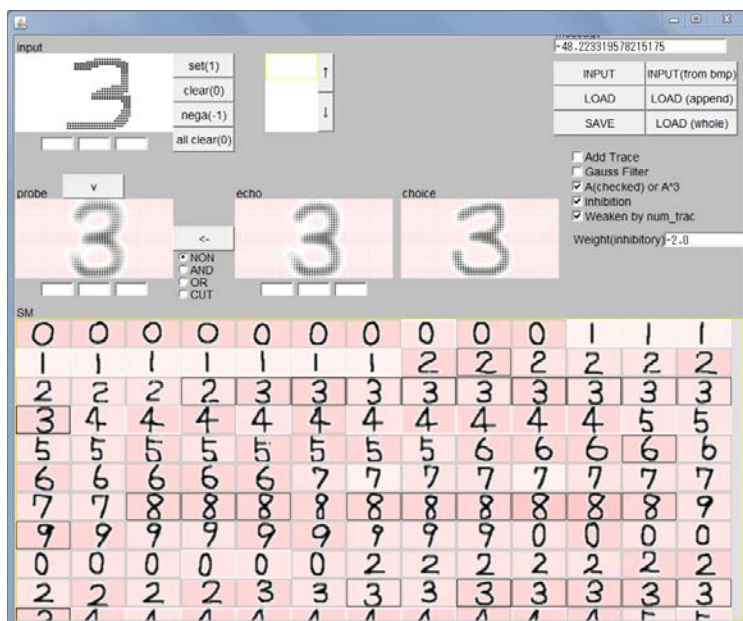 input
set(1)
clear(0)
nega(-1)
all clear(0)
↑
↓
-48.223319578215175
INPUT INPUT(from bmp)
LOAD LOAD (append)
SAVE LOAD (whole)
3
Add Trace
Gauss Filter
A(checked) or A^3
Inhibition
Weaken by num_trac
Weight(inhibitory) -2.0
probe
v
echo
choice
3
<-
NON
AND
OR
CUT
3
3
SM
0 0 0 0 0 0 0 0 0 0 1 1 1
1 1 1 1 1 1 1 2 2 2 2 2 2
2 2 2 2 3 3 3 3 3 3 3 3 3
3 4 4 4 4 4 4 4 4 4 4 5 5
5 5 5 5 5 5 5 5 6 6 6 6 6
6 6 6 6 6 7 7 7 7 7 7 7 7
7 7 8 8 8 8 8 8 8 8 8 8 9
9 9 9 9 9 9 9 9 9 0 0 0 0
0 0 0 0 0 0 2 2 2 2 2 2 2
2 2 2 2 3 3 3 3 3 3 3 3 3